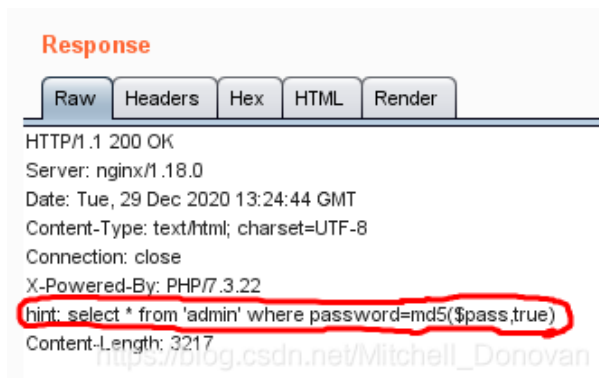 Response
Raw Headers Hex HTML Render
HTTP/1.1 200 OK
Server: nginx/1.18.0
Date: Tue, 29 Dec 2020 13:24:44 GMT
Content-Type: text/html; charset=UTF-8
Connection: close
X-Powered-By: PHP/7.3.22
hint: select * from 'admin' where password=md5($pass,true)
Content-Length: 3217
https://blog.csdn.net/Mitchell_Donovan